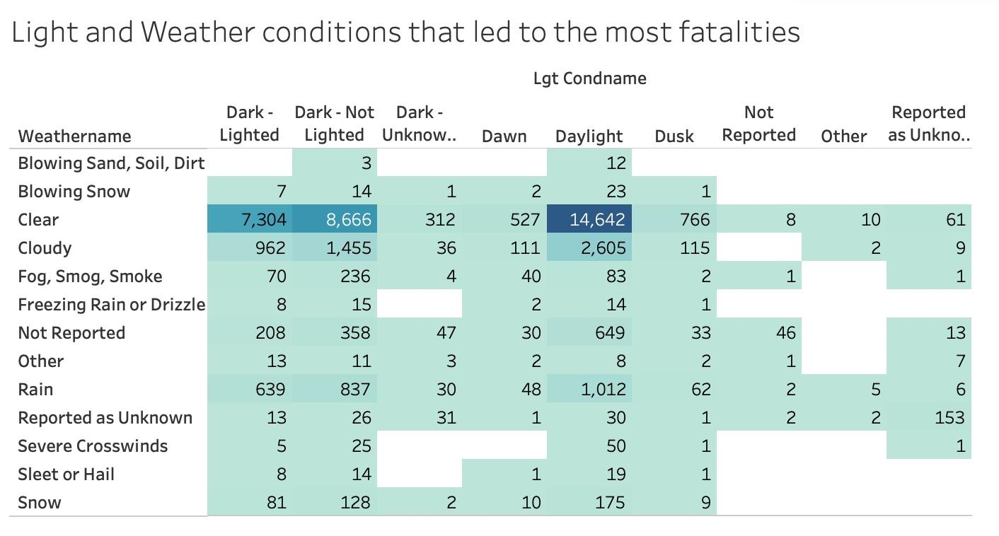 Light and Weather conditions that led to the most fatalities
Lgt Condname
Weathername Dark - Lighted Dark - Not Lighted Dark - Unknow.. Dawn Daylight Dusk Not Reported Other Reported as Unkno..
Blowing Sand, Soil, Dirt 3 12
Blowing Snow 7 14 1 2 23 1
Clear 7,304 8,666 312 527 14,642 766 8 10 61
Cloudy 962 1,455 36 111 2,605 115 2 9
Fog, Smog, Smoke 70 236 4 40 83 2 1 1
Freezing Rain or Drizzle 8 15 2 14 1
Not Reported 208 358 47 30 649 33 46 13
Other 13 11 3 2 8 2 1 7
Rain 639 837 30 48 1,012 62 2 5 6
Reported as Unknown 13 26 31 1 30 1 2 2 153
Severe Crosswinds 5 25 50 1 1
Sleet or Hail 8 14 1 19 1
Snow 81 128 2 10 175 9